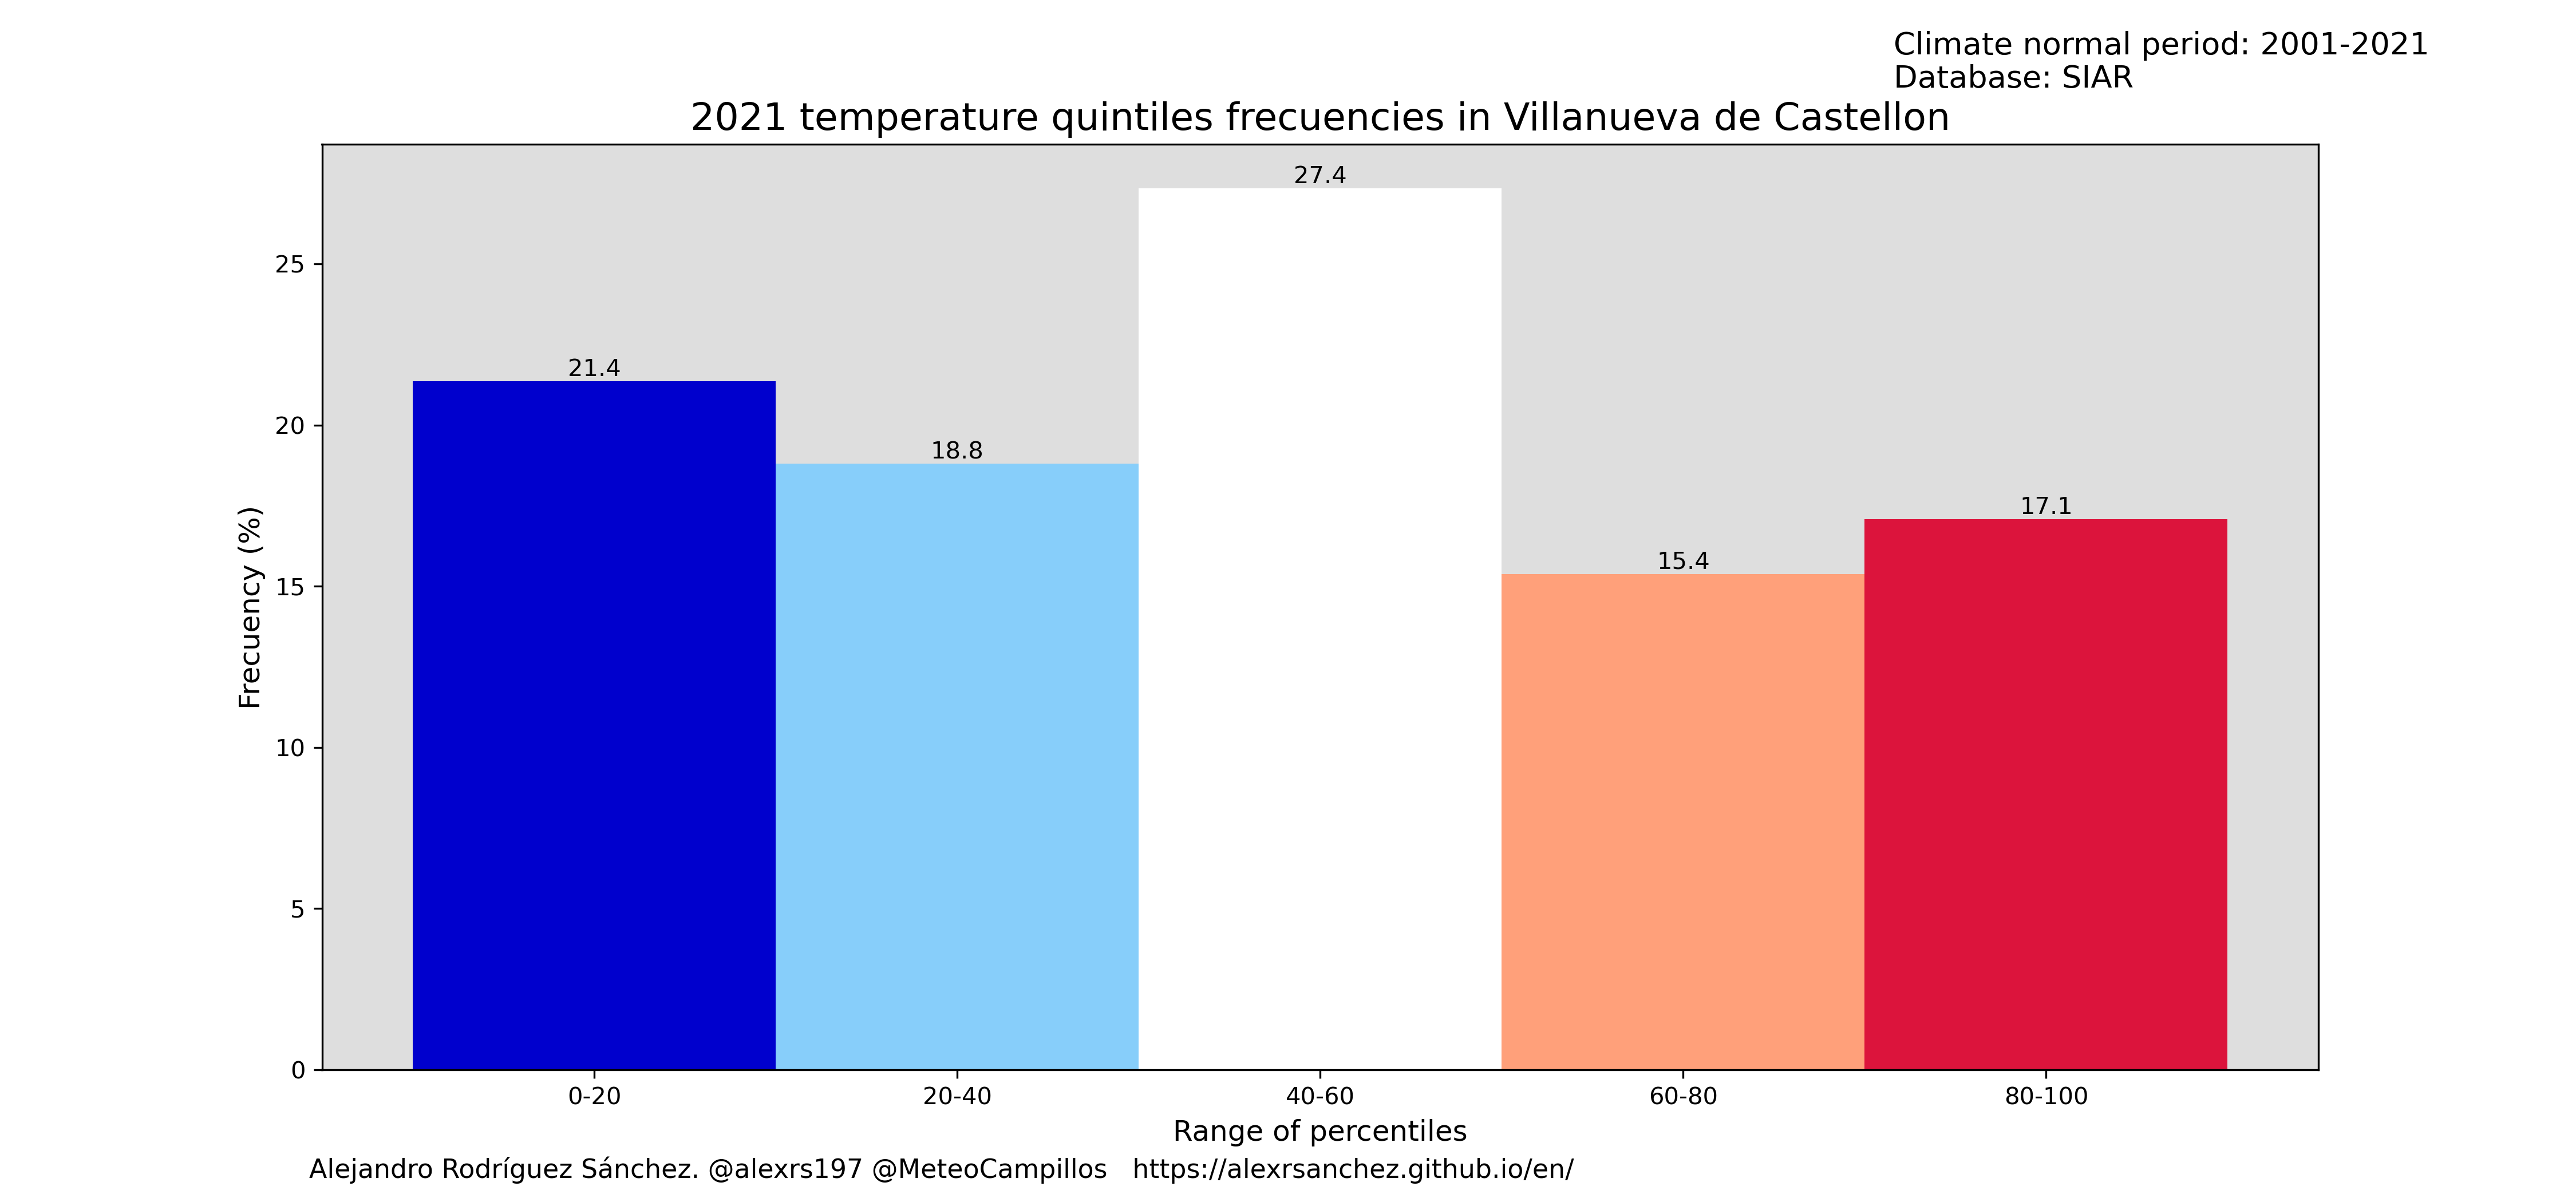 Climate normal period: 2001-2021
Database: SIAR
2021 temperature quintiles frecuencies in Villanueva de Castellon
27.4
25
21.4
20
18.8
17.1
15.4
15
10
5
0
Frecuency (%)
0-20 20-40 40-60 60-80 80-100
Range of percentiles
Alejandro Rodríguez Sánchez. @alexrs197 @MeteoCampillos https://alexrsanchez.github.io/en/